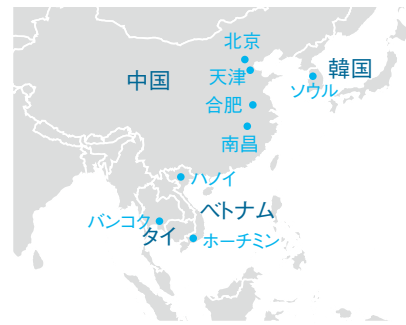 北京
中国
天津
韓国
ソウル
合肥
南昌
ハノイ
ベトナム
バンコク
タイ
ホーチミン